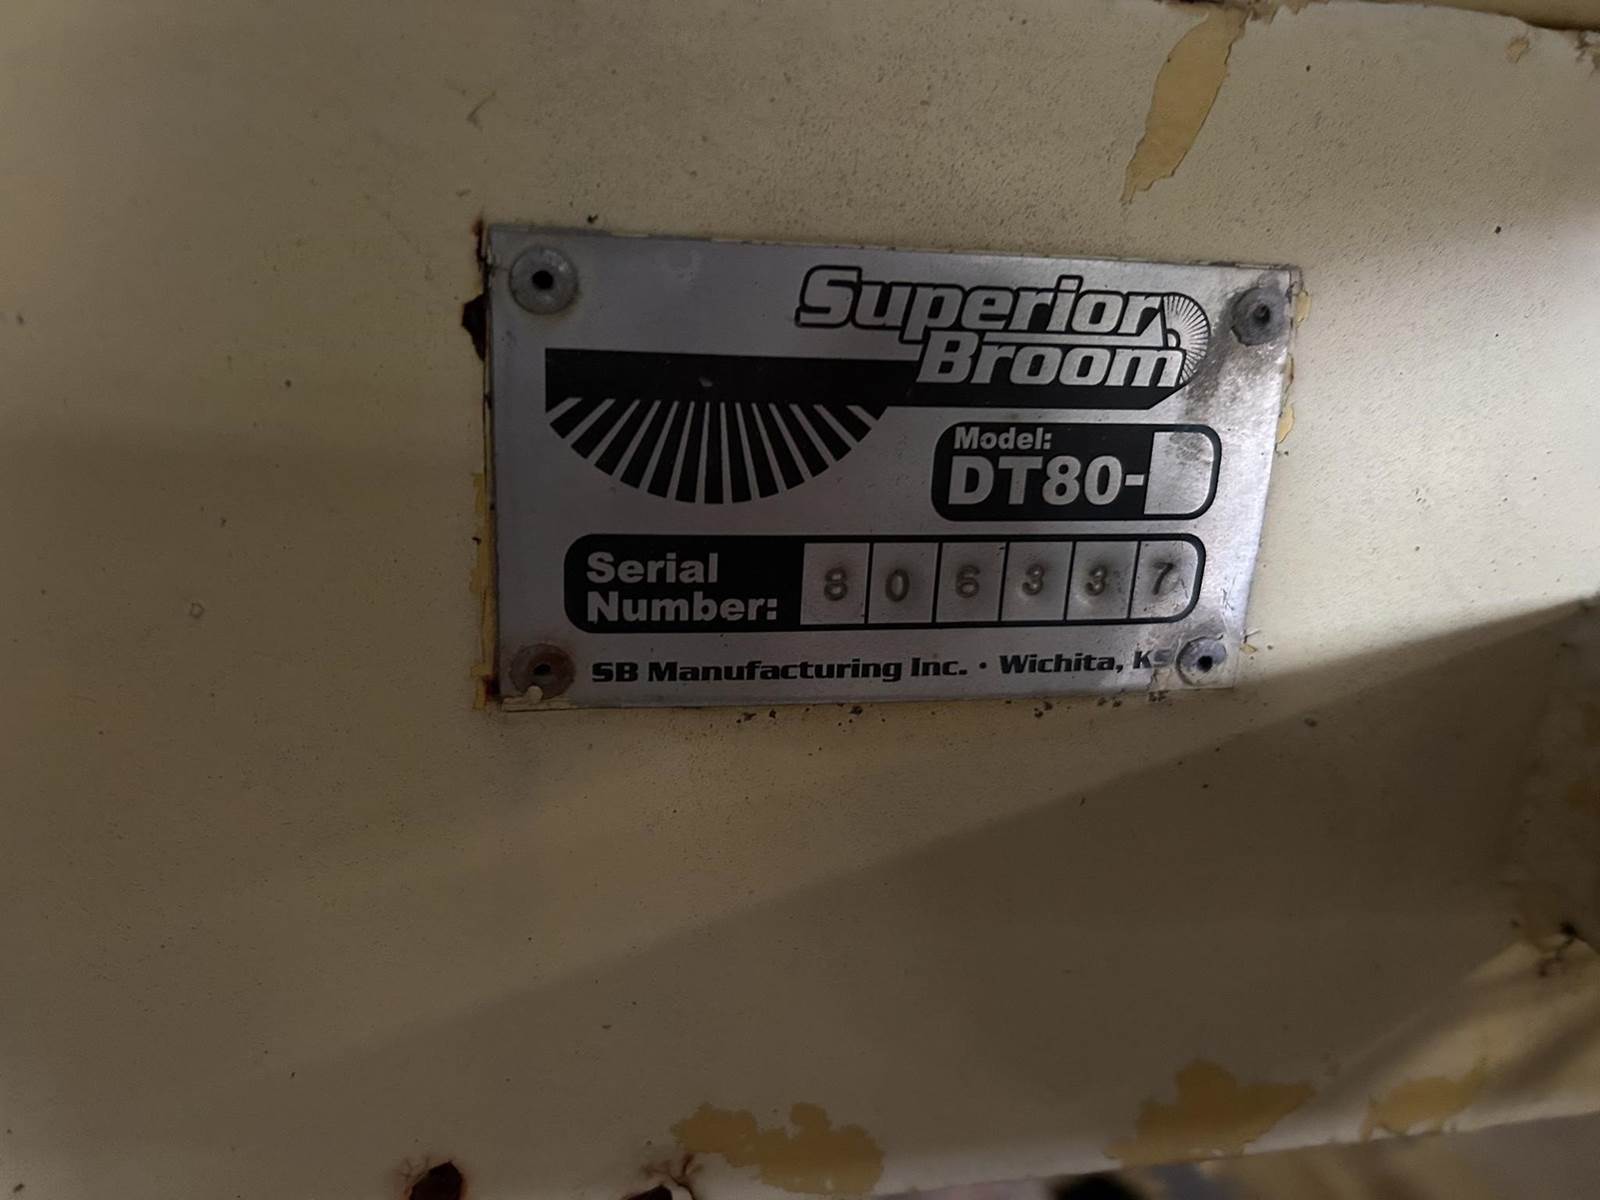 Superior
Broom
Model:
DT80-
Serial
Number:
806337
SB Manufacturing Inc. • Wichita, KS